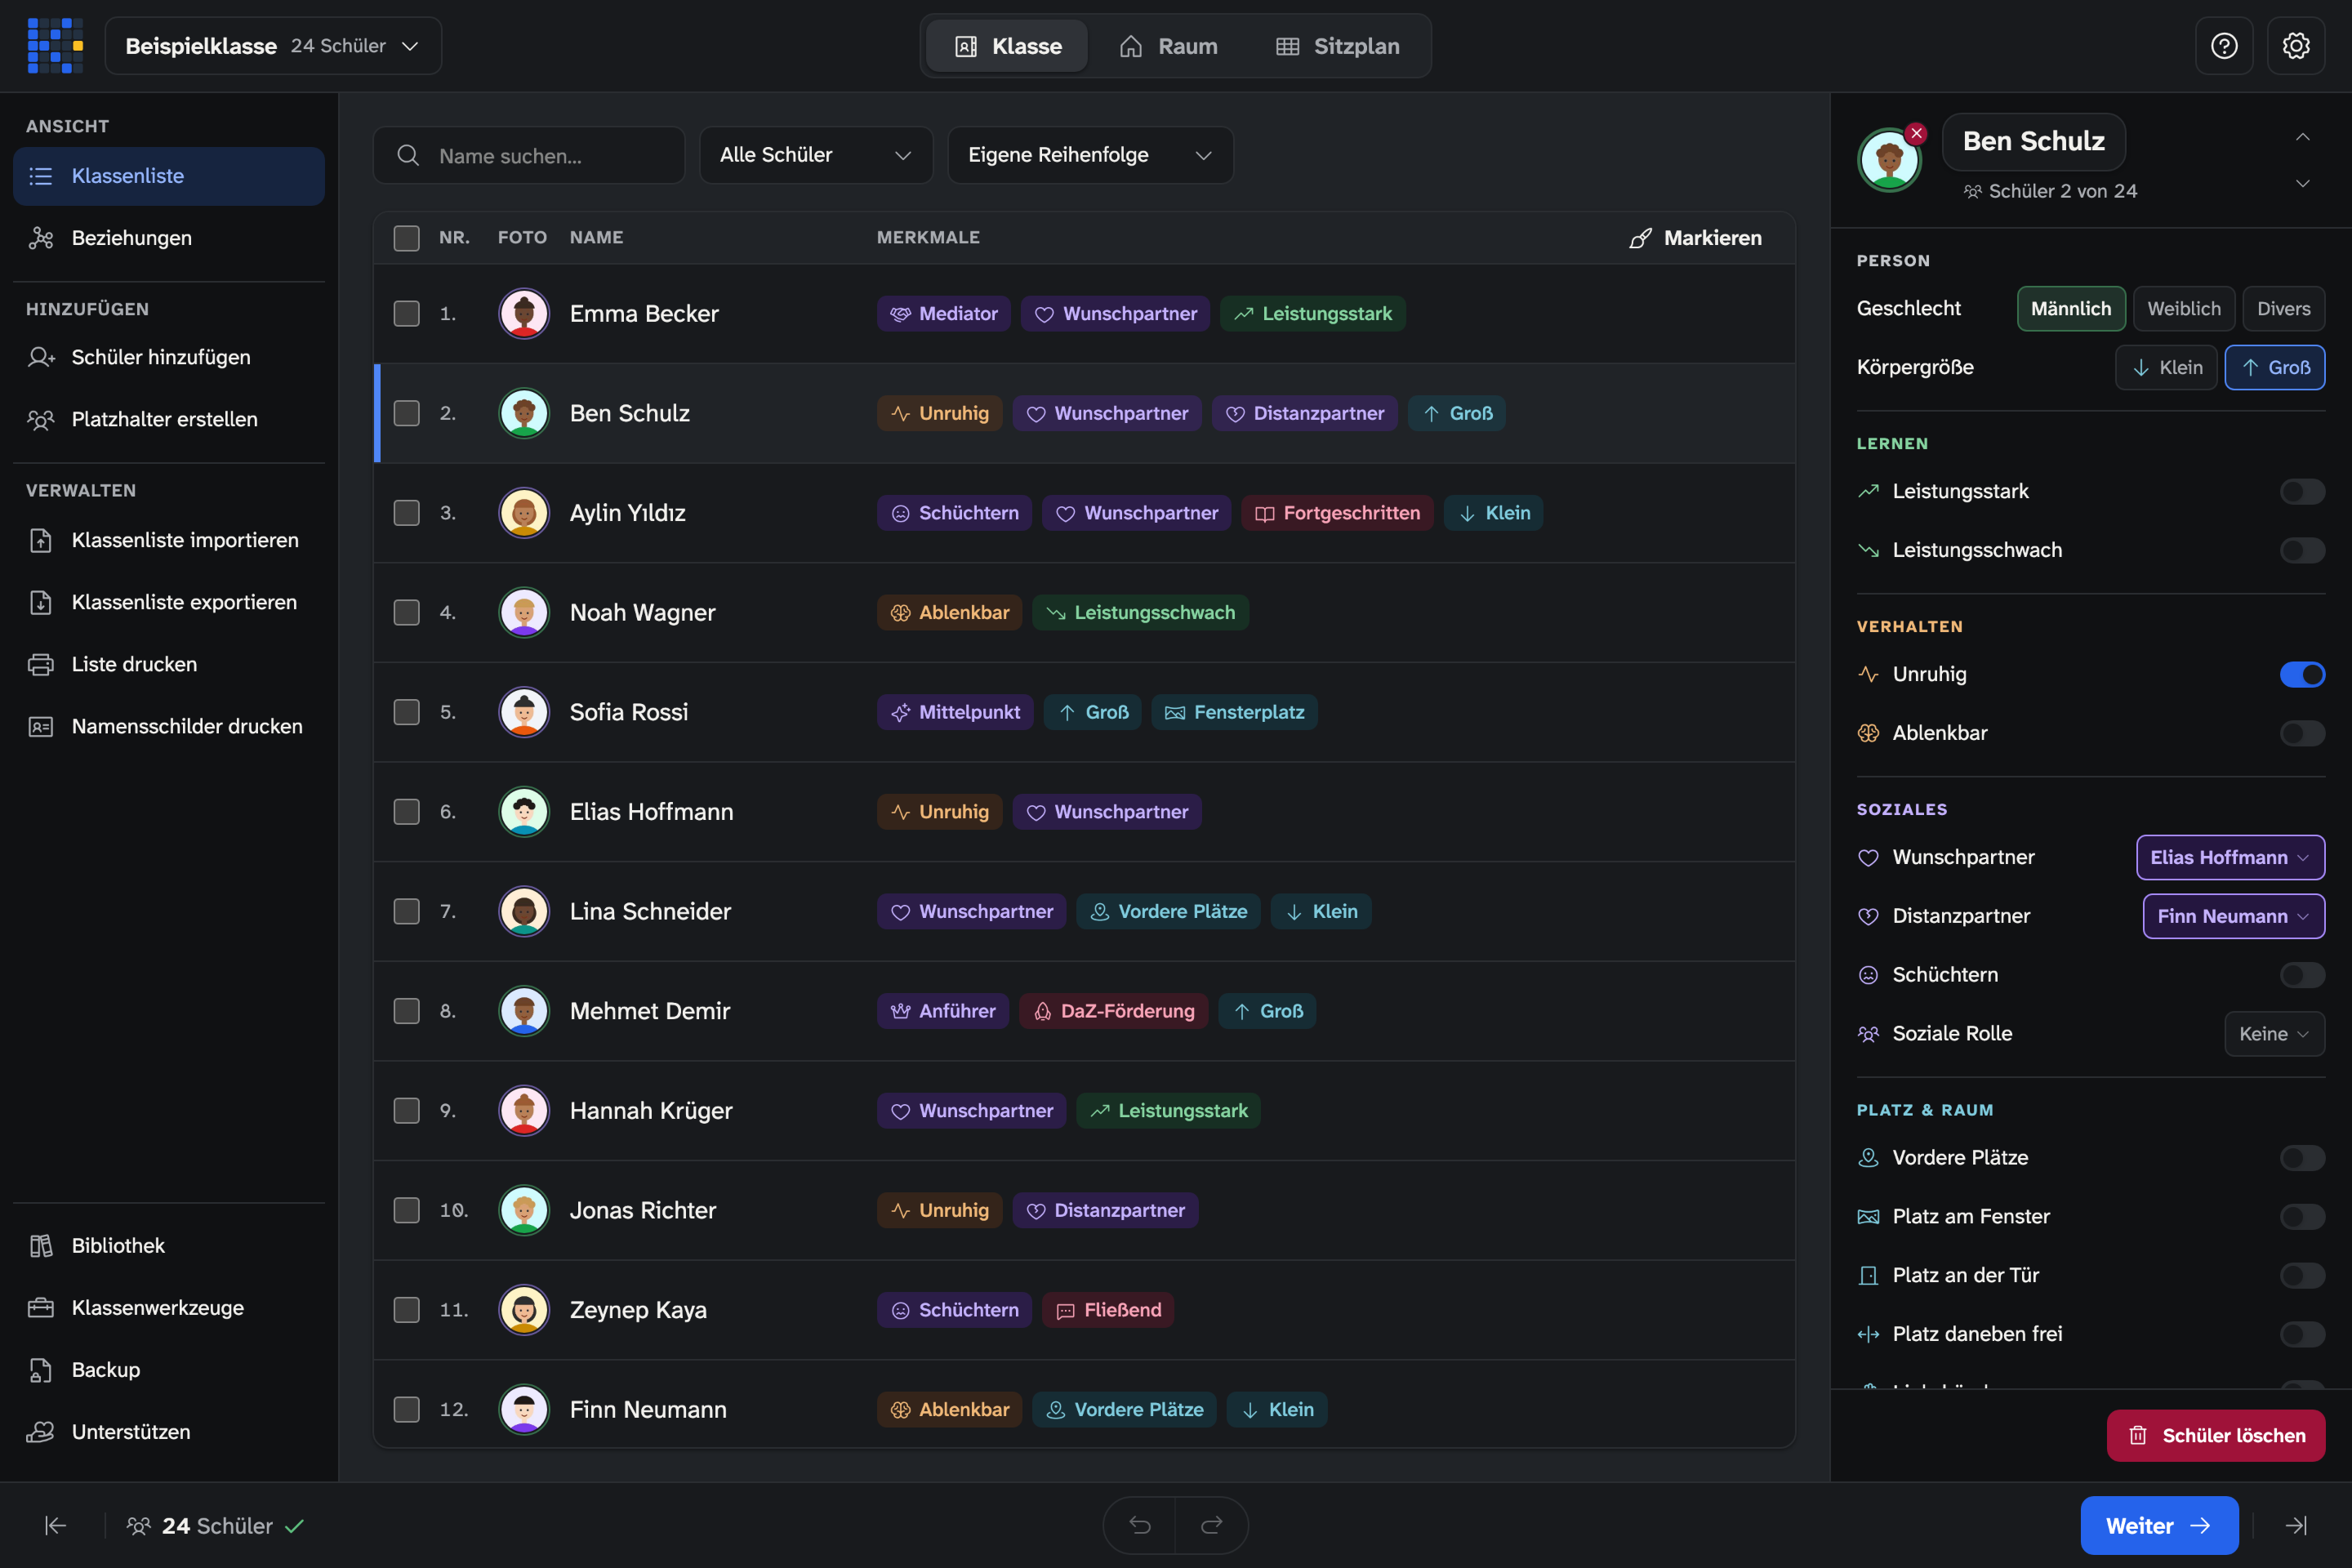 Beispielklasse 24 Schüler
Klasse
Raum
Sitzplan
ANSICHT
Klassenliste
Beziehungen
HINZUFÜGEN
Schüler hinzufügen
Platzhalter erstellen
VERWALTEN
Klassenliste importieren
Klassenliste exportieren
Liste drucken
Namensschilder drucken
Bibliothek
Klassenwerkzeuge
Backup
Unterstützen
Name suchen...
Alle Schüler
Eigene Reihenfolge
NR. FOTO NAME MERKMALE Markieren
1. Emma Becker Mediator Wunschpartner Leistungsstark
2. Ben Schulz Unruhig Wunschpartner Distanzpartner Groß
3. Aylin Yıldız Schüchtern Wunschpartner Fortgeschritten Klein
4. Noah Wagner Ablenkbar Leistungsschwach
5. Sofia Rossi Mittelpunkt Groß Fensterplatz
6. Elias Hoffmann Unruhig Wunschpartner
7. Lina Schneider Wunschpartner Vordere Plätze Klein
8. Mehmet Demir Anführer DaZ-Förderung Groß
9. Hannah Krüger Wunschpartner Leistungsstark
10. Jonas Richter Unruhig Distanzpartner
11. Zeynep Kaya Schüchtern Fließend
12. Finn Neumann Ablenkbar Vordere Plätze Klein
Ben Schulz
Schüler 2 von 24
PERSON
Geschlecht Männlich Weiblich Divers
Körpergröße Klein Groß
LERNEN
Leistungsstark
Leistungsschwach
VERHALTEN
Unruhig
Ablenkbar
SOZIALES
Wunschpartner Elias Hoffmann
Distanzpartner Finn Neumann
Schüchtern
Soziale Rolle Keine
PLATZ & RAUM
Vordere Plätze
Platz am Fenster
Platz an der Tür
Platz daneben frei
Schüler löschen
24 Schüler
Weiter